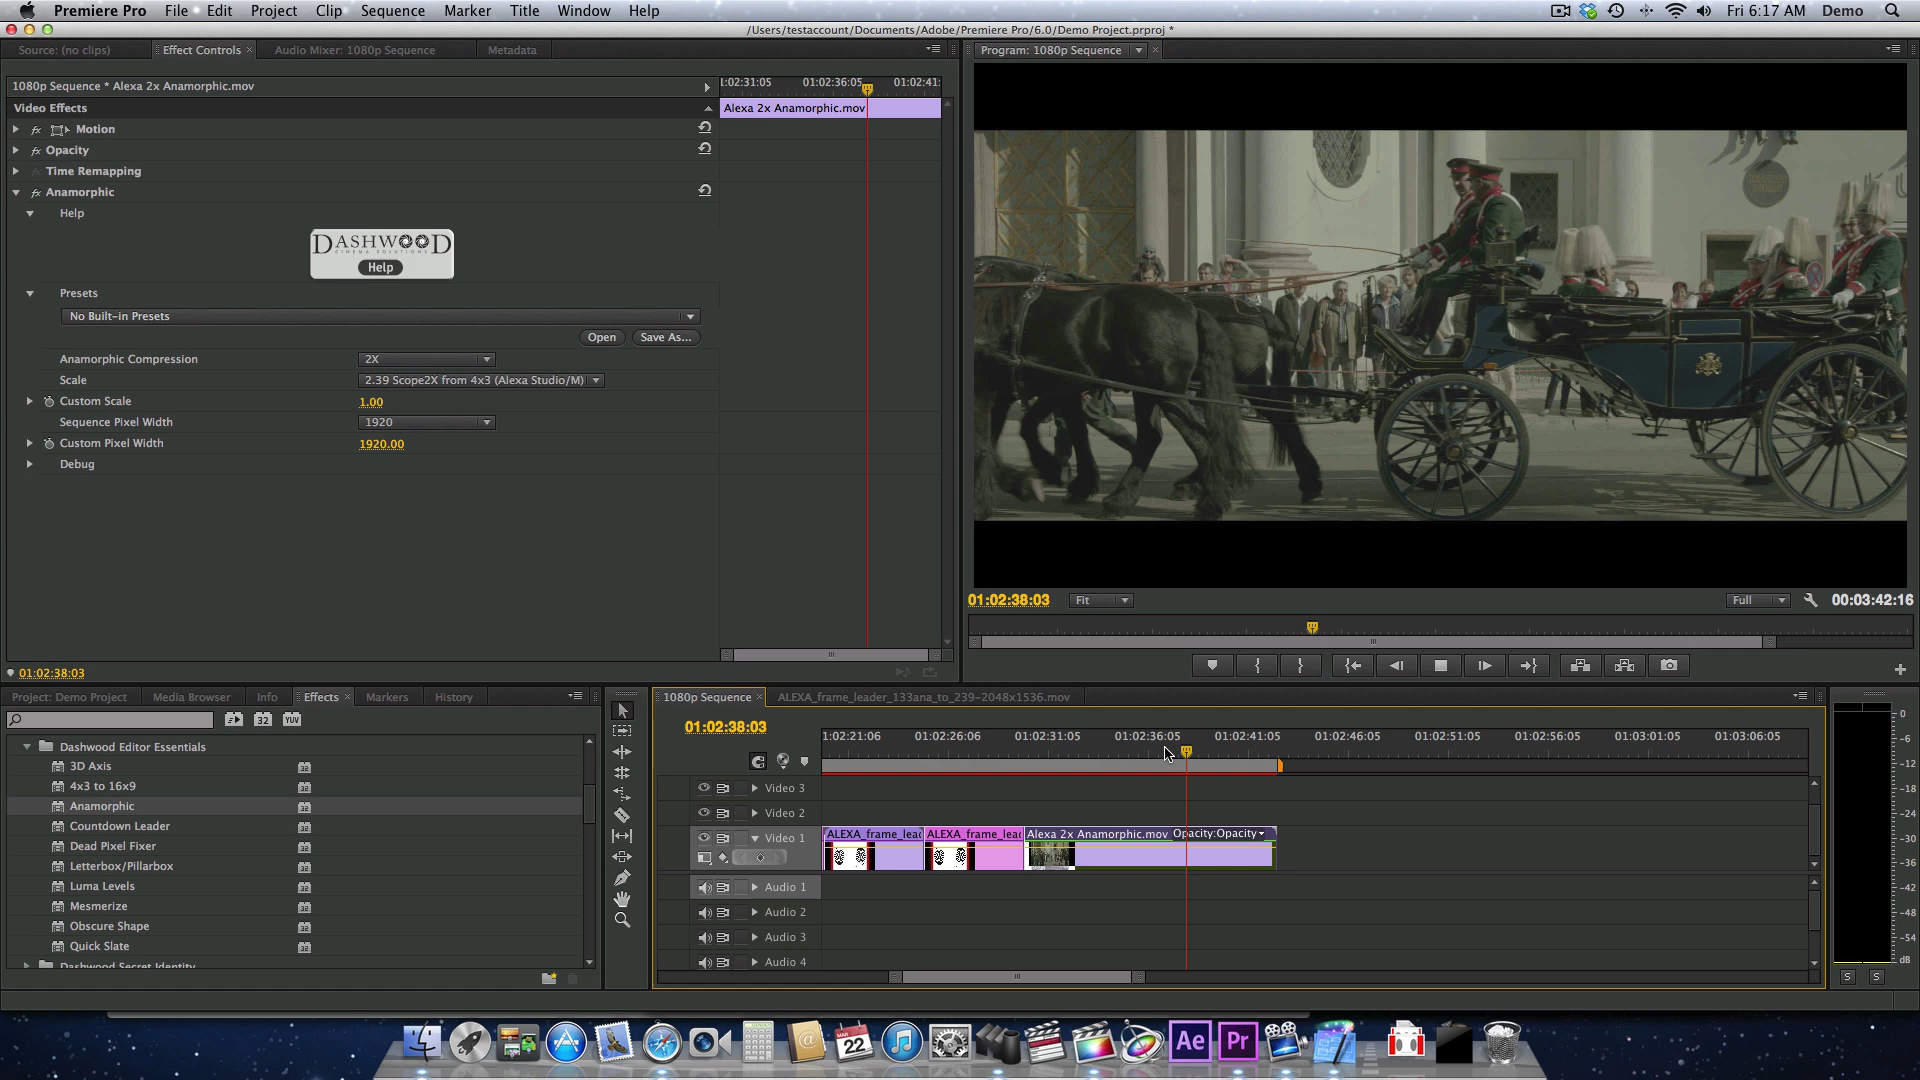 Premiere Pro File Edit Project Clip Sequence Marker Title Window Help Fri 6:17 AM Demo
/Users/testaccount/Documents/Adobe/Premiere Pro/6.0/Demo Project.prproj *
Source: (no clips) Effect Controls Audio Mixer: 1080p Sequence Metadata
Program: 1080p Sequence
1080p Sequence * Alexa 2x Anamorphic.mov
1:02:31:05 01:02:36:05 01:02:41:
Video Effects
Alexa 2x Anamorphic.mov
fx Motion
fx Opacity
Time Remapping
fx Anamorphic
Help
DASHWOOD
CINEMA SOLUTIONS
Help
Presets
No Built-in Presets
Open Save As...
Anamorphic Compression 2X
Scale 2.39 Scope2X from 4x3 (Alexa Studio/M)
Custom Scale 1.00
Sequence Pixel Width 1920
Custom Pixel Width 1920.00
Debug
01:02:38:03 Fit Full 00:03:42:16
01:02:38:03
Project: Demo Project Media Browser Info Effects Markers History
32 YUV
Dashwood Editor Essentials
3D Axis
4x3 to 16x9
Anamorphic
Countdown Leader
Dead Pixel Fixer
Letterbox/Pillarbox
Luma Levels
Mesmerize
Obscure Shape
Quick Slate
Dashwood Secret Identity
1080p Sequence ALEXA_frame_leader_133ana_to_239-2048x1536.mov
01:02:38:03
1:02:21:06 01:02:26:06 01:02:31:05 01:02:36:05 01:02:41:05 01:02:46:05 01:02:51:05 01:02:56:05 01:03:01:05 01:03:06:05
Video 3
Video 2
Video 1
ALEXA_frame_lead ALEXA_frame_lead Alexa 2x Anamorphic.mov Opacity:Opacity
Audio 1
Audio 2
Audio 3
Audio 4
0
-6
-12
-18
-24
-30
-36
-42
-48
-54
dB
S S
MAR
22
Ae Pr